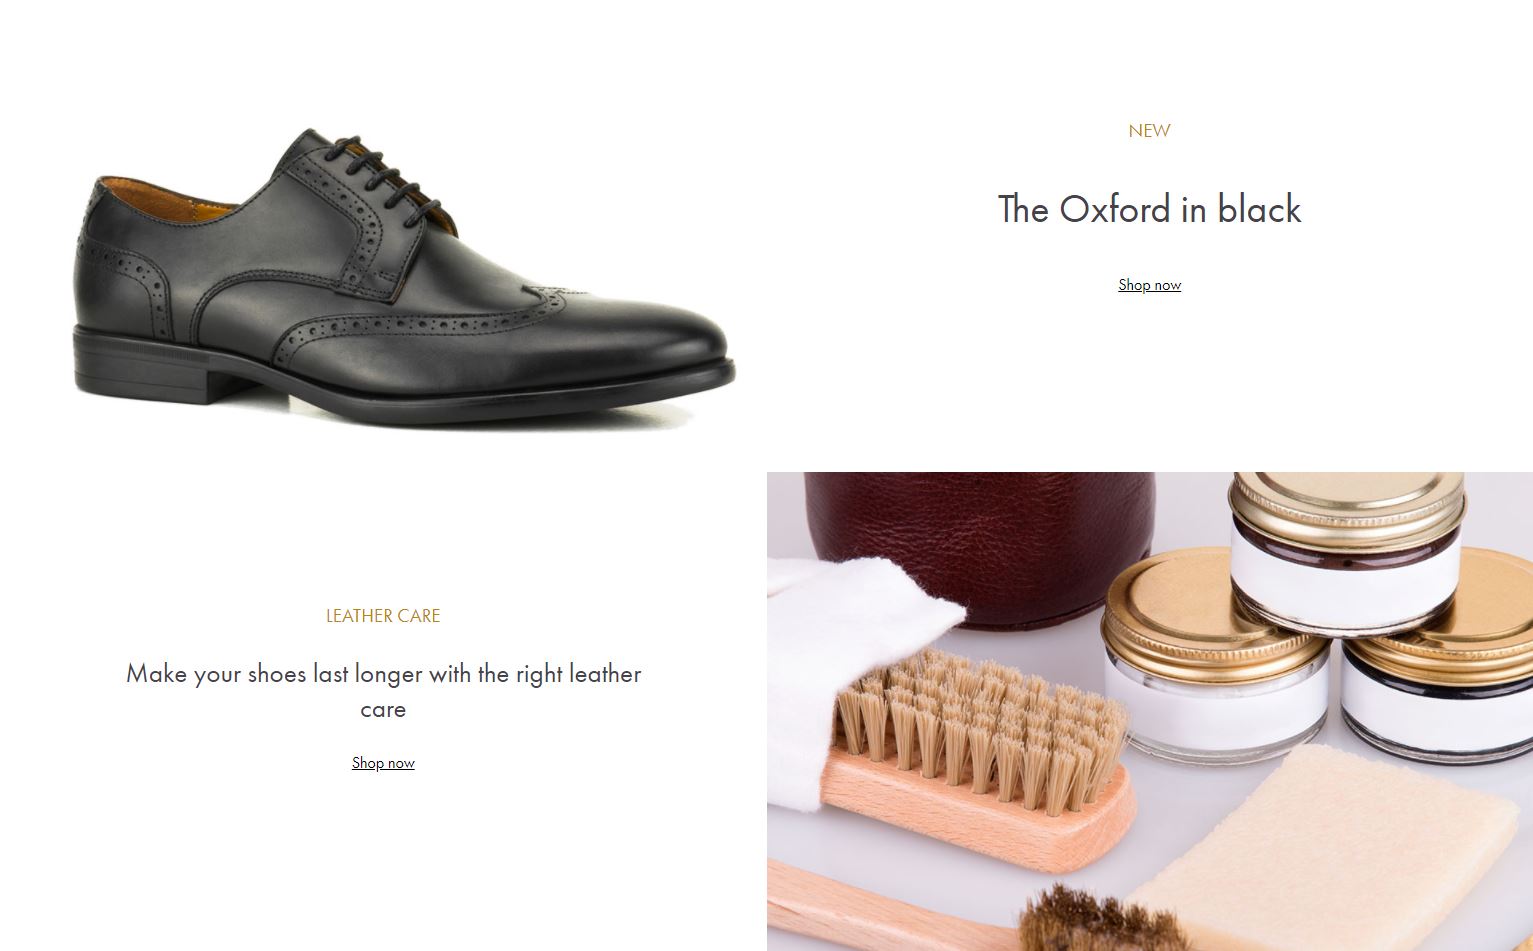 NEW
The Oxford in black
Shop now
LEATHER CARE
Make your shoes last longer with the right leather
care
Shop now